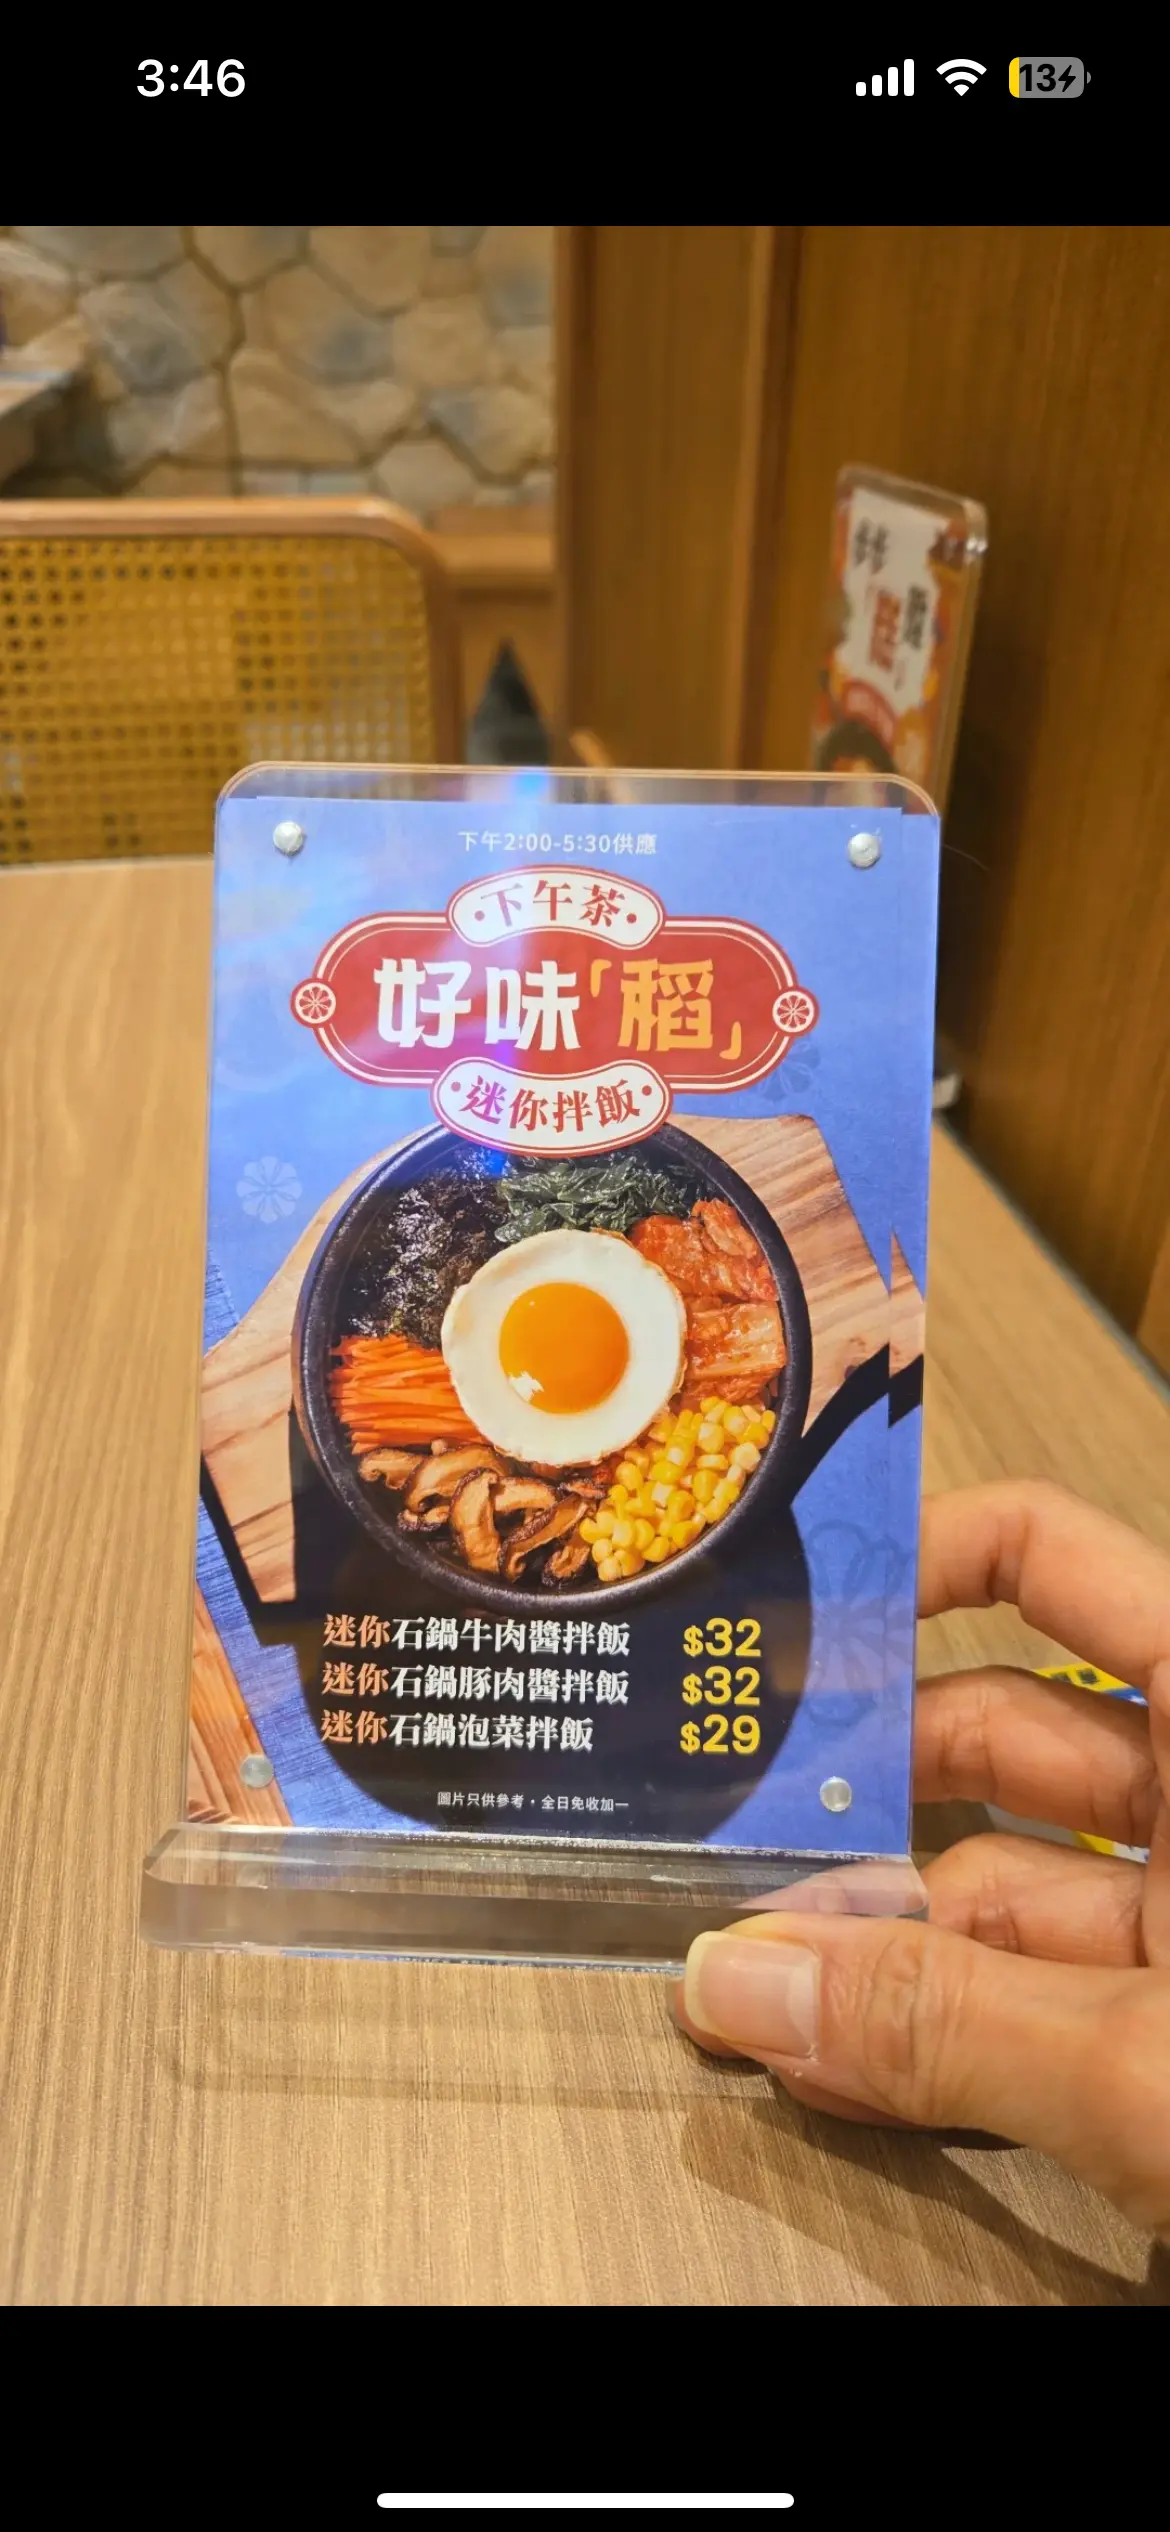 3:46
13
下午2:00-5:30供應
下午茶
好味「稻」
迷你拌飯
迷你石鍋牛肉醬拌飯 $32
迷你石鍋豚肉醬拌飯 $32
迷你石鍋泡菜拌飯 $29
圖片只供參考・全日免收加一